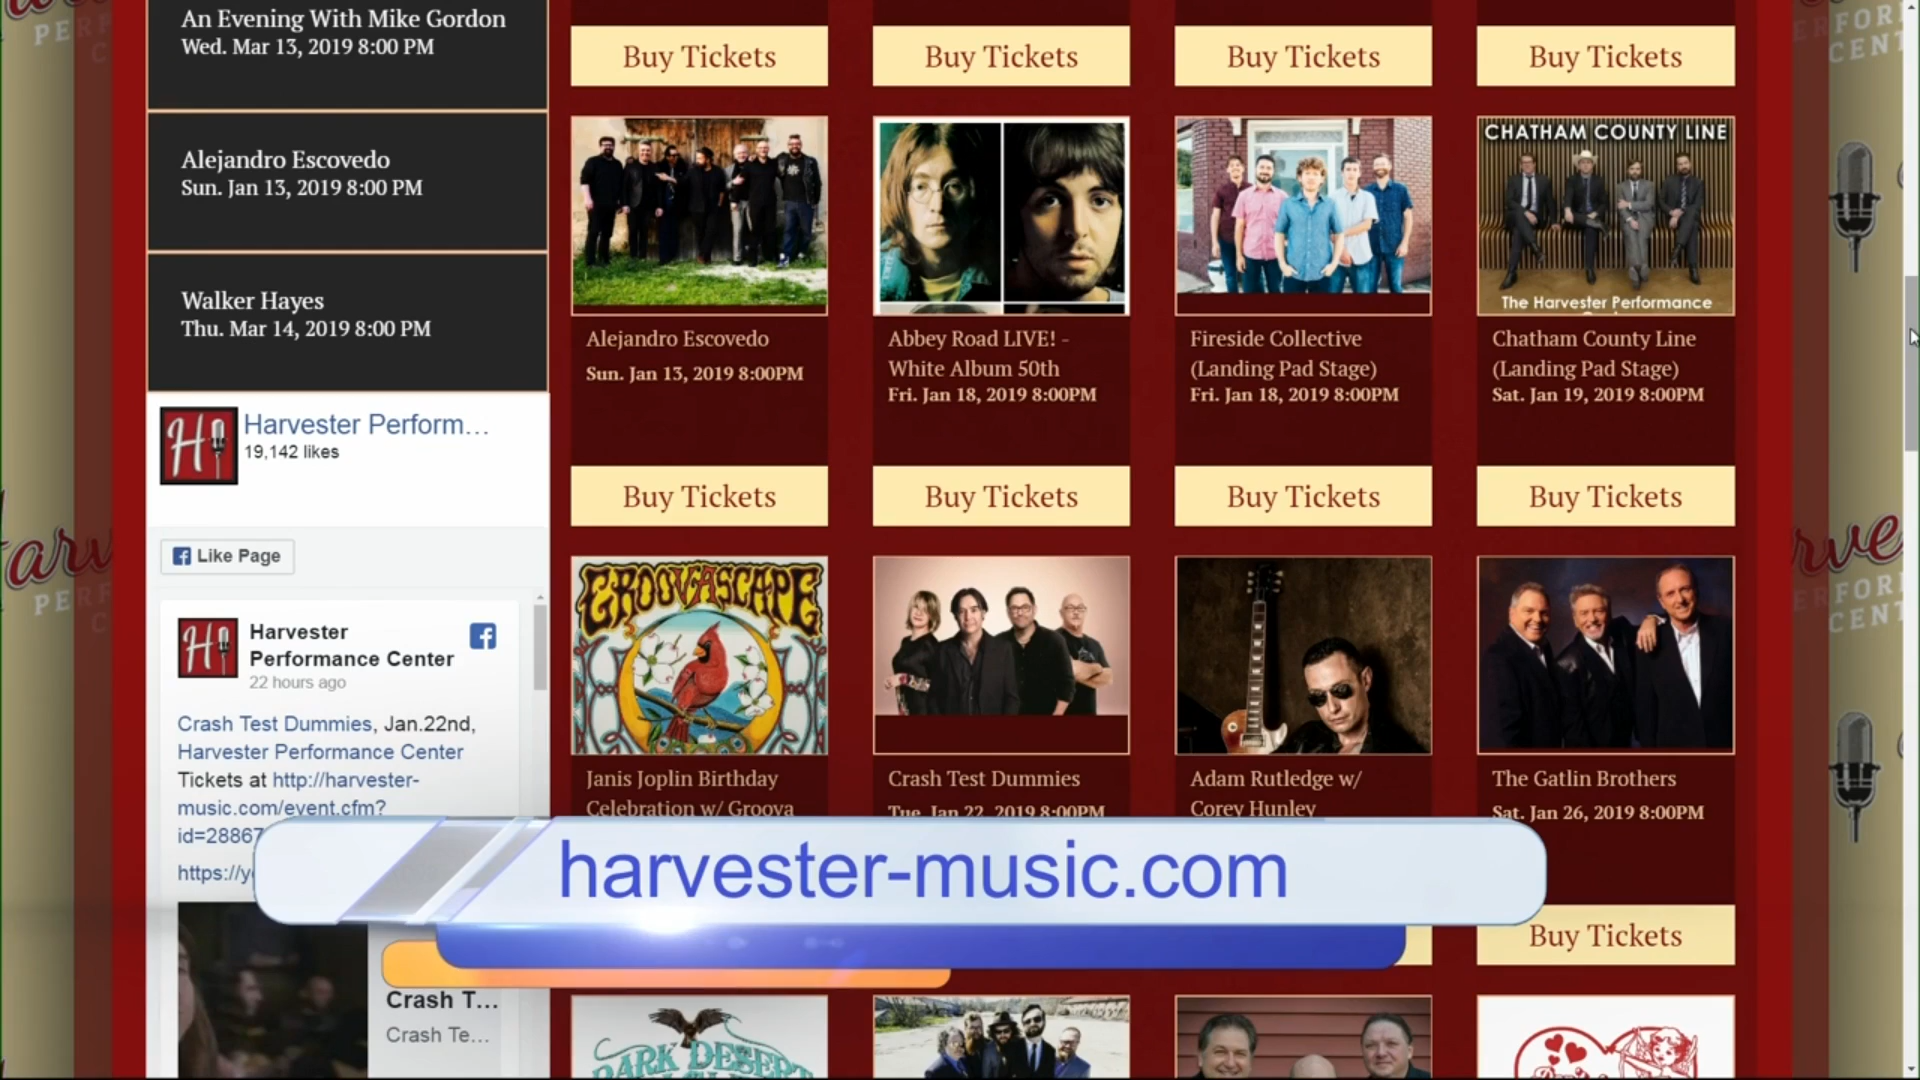 An Evening With Mike Gordon
Wed. Mar 13, 2019 8:00 PM
Alejandro Escovedo
Sun. Jan 13, 2019 8:00 PM
Walker Hayes
Thu. Mar 14, 2019 8:00 PM
Harvester Perform...
19,142 likes
Like Page
Harvester
Performance Center
22 hours ago
Crash Test Dummies, Jan.22nd,
Harvester Performance Center
Tickets at http://harvester-
music.com/event.cfm?
id=28867
https://y
Crash T...
Crash Te...
Buy Tickets
Buy Tickets
Buy Tickets
Buy Tickets
CHATHAM COUNTY LINE
The Harvester Performance
Alejandro Escovedo
Sun. Jan 13, 2019 8:00PM
Abbey Road LIVE! -
White Album 50th
Fri. Jan 18, 2019 8:00PM
Fireside Collective
(Landing Pad Stage)
Fri. Jan 18, 2019 8:00PM
Chatham County Line
(Landing Pad Stage)
Sat. Jan 19, 2019 8:00PM
Buy Tickets
Buy Tickets
Buy Tickets
Buy Tickets
GROOVASCAPE
Janis Joplin Birthday
Celebration w/ Groova
Crash Test Dummies
Tue. Jan 22, 2019 8:00PM
Adam Rutledge w/
Corey Hunley
The Gatlin Brothers
Sat. Jan 26, 2019 8:00PM
harvester-music.com
Buy Tickets
DESERT